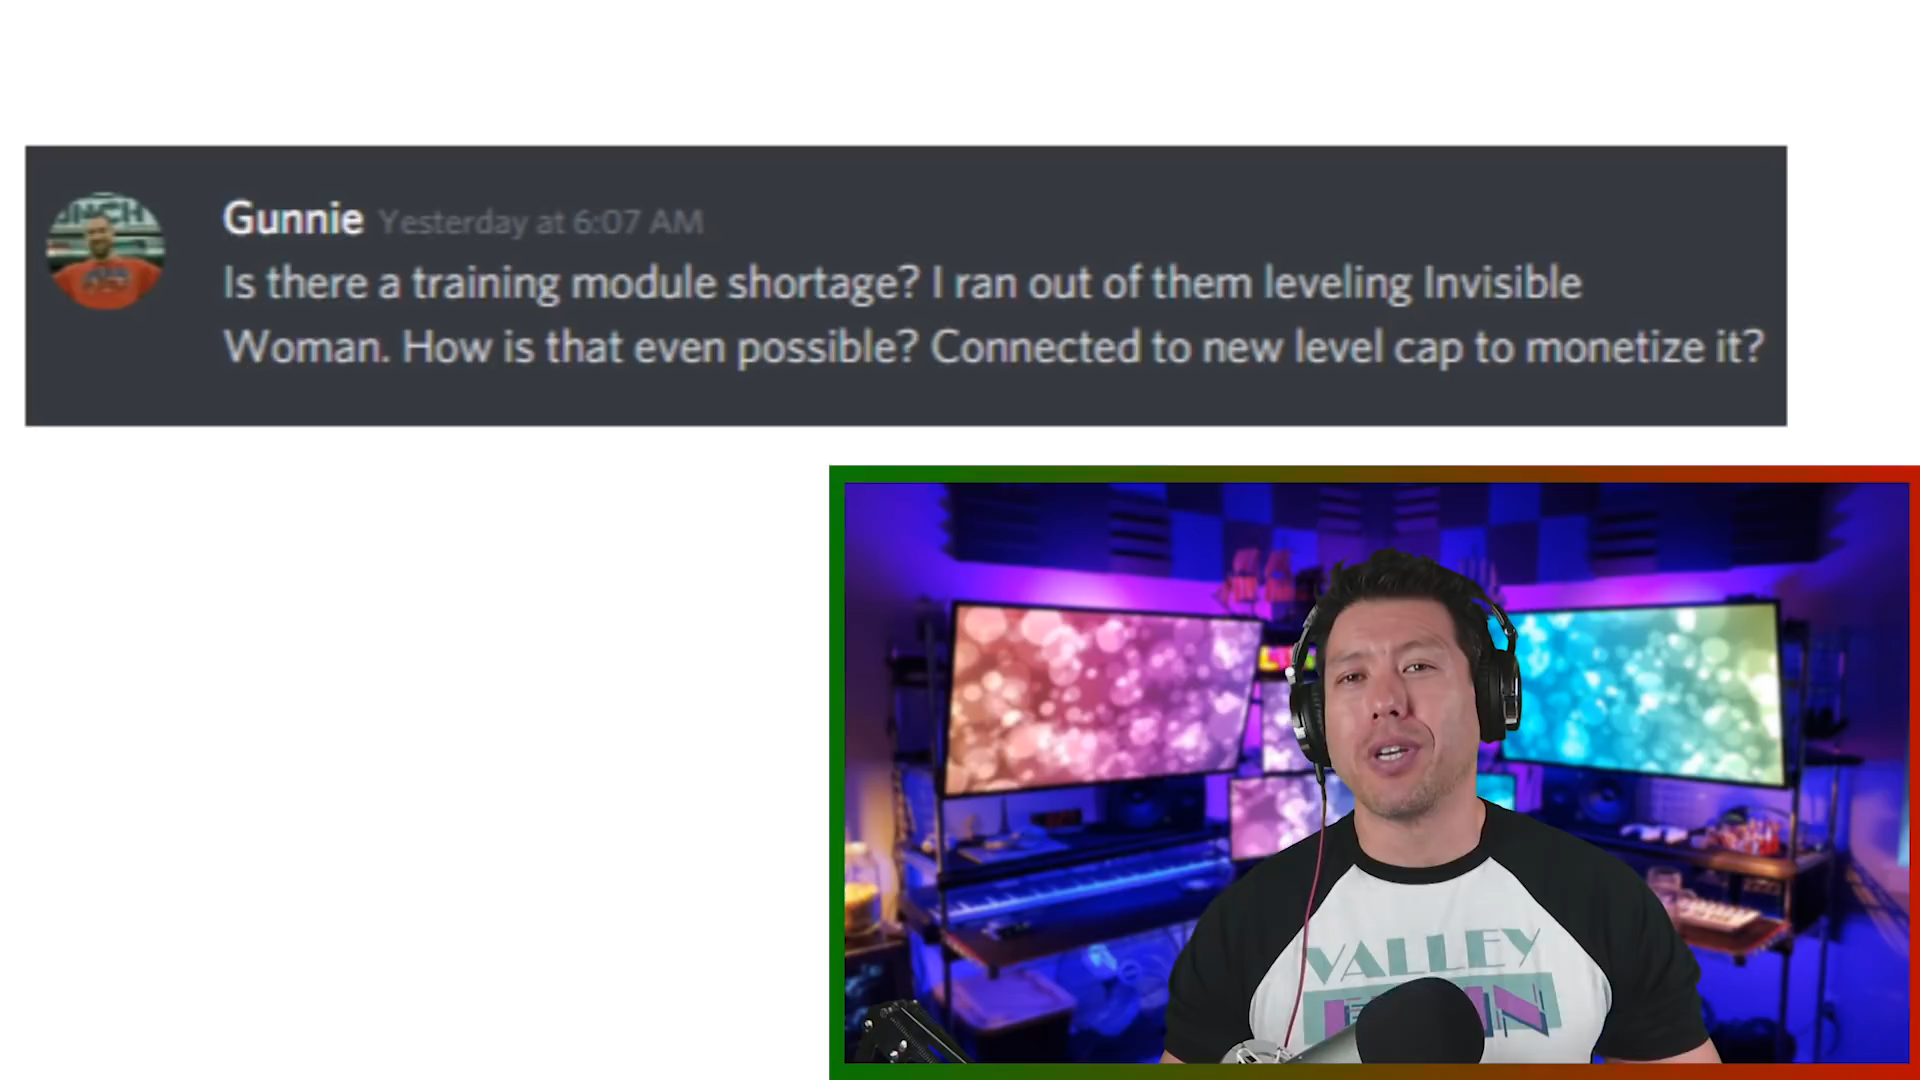 Gunnie Yesterday at 6:07 AM
Is there a training module shortage? I ran out of them leveling Invisible
Woman. How is that even possible? Connected to new level cap to monetize it?
VALLEY